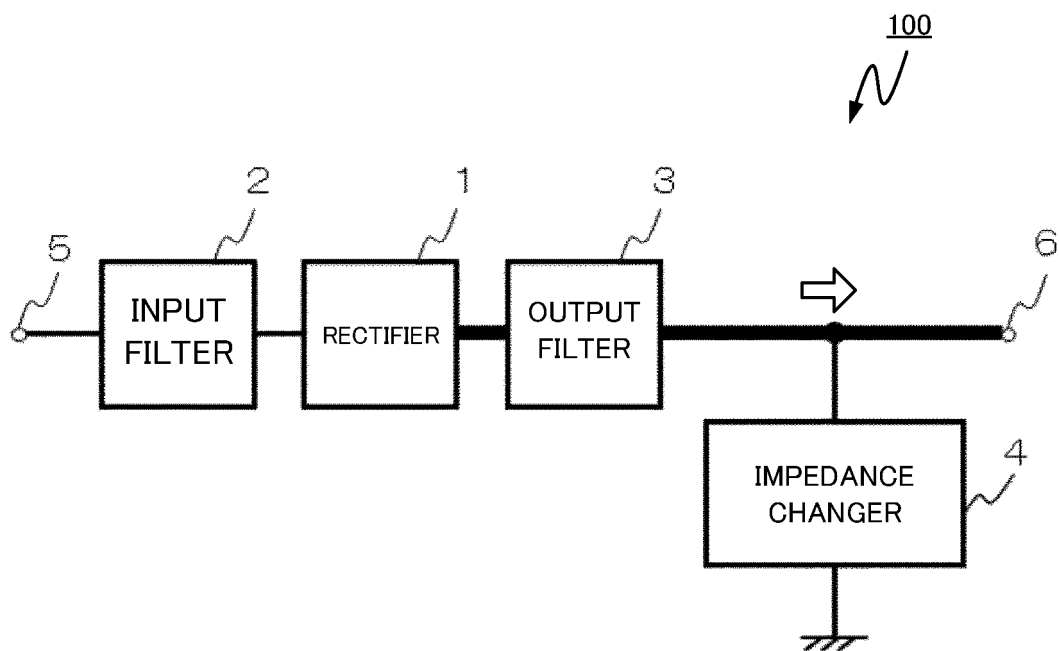 100
2
1
3
5
6
INPUT
FILTER
RECTIFIER
OUTPUT
FILTER
4
IMPEDANCE
CHANGER